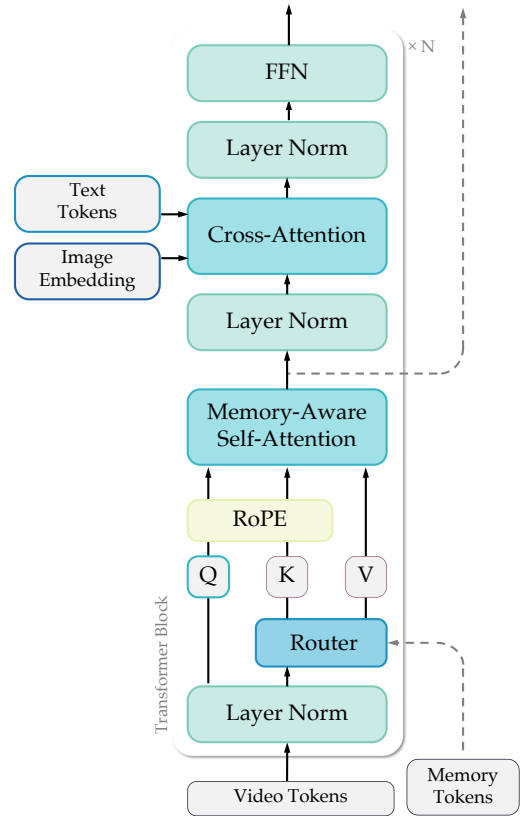 × N
FFN
Layer Norm
Text
Tokens
Cross-Attention
Image
Embedding
Layer Norm
Memory-Aware
Self-Attention
RoPE
Q
K
V
Transformer Block
Router
Layer Norm
Video Tokens
Memory
Tokens